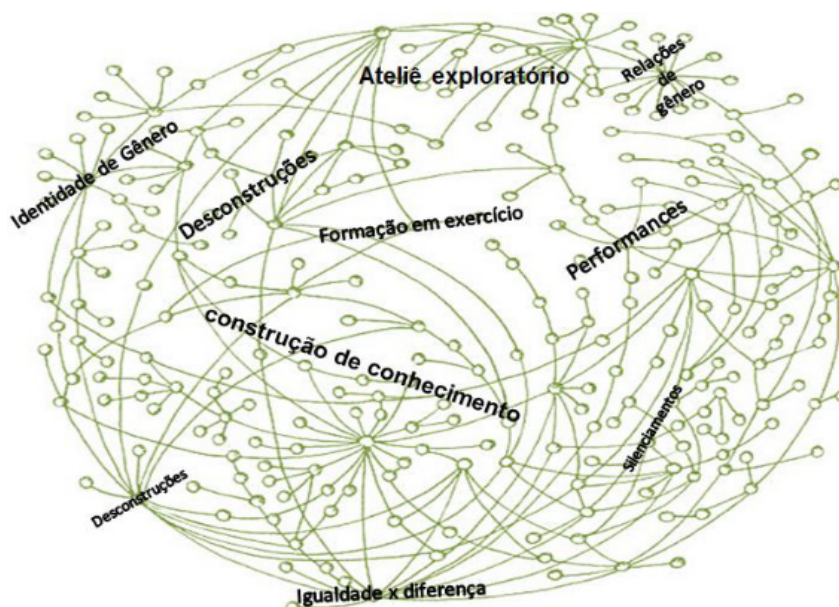 Ateliê exploratório
Relações
de
gênero
Identidade de Gênero
Desconstruções
Formação em exercício
Performances
construção de conhecimento
Silenciamentos
Desconstruções
Igualdade x diferença